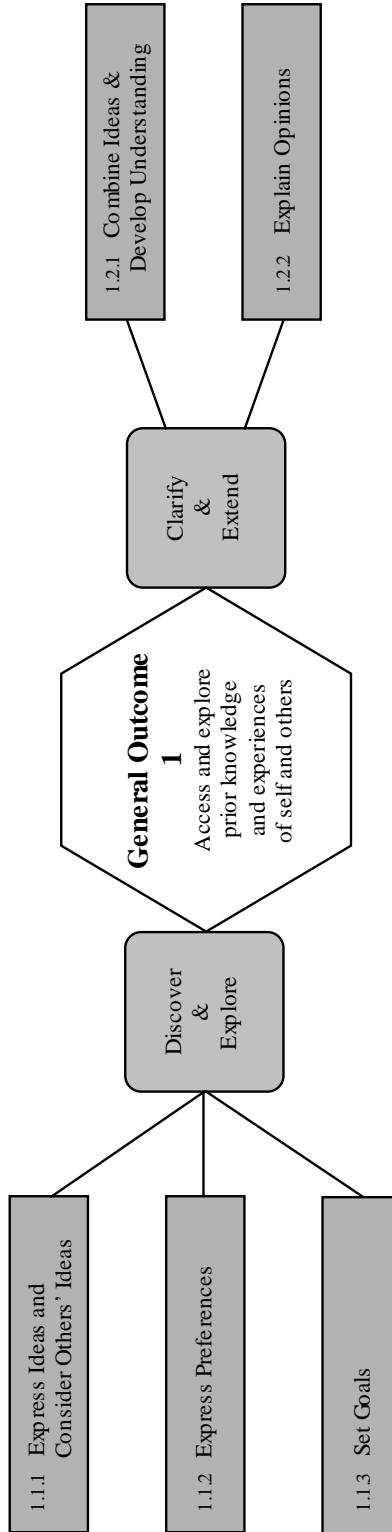 1.1.1 Express Ideas and
Consider Others’ Ideas
1.1.2 Express Preferences
1.1.3 Set Goals
Discover
&
Explore
General Outcome
1
Access and explore
prior knowledge
and experiences
of self and others
Clarify
&
Extend
1.2.1 Combine Ideas &
Develop Understanding
1.2.2 Explain Opinions